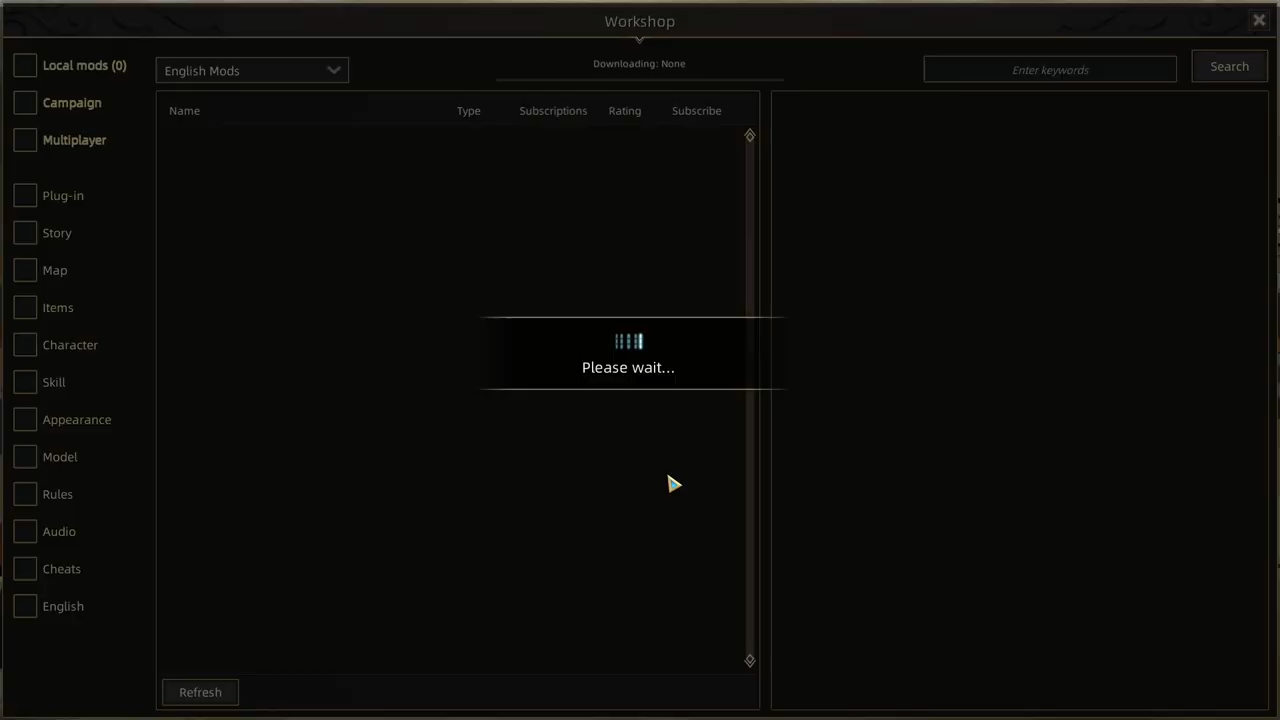 Workshop
Local mods (0)
Campaign
Multiplayer
Plug-in
Story
Map
Items
Character
Skill
Appearance
Model
Rules
Audio
Cheats
English
English Mods
Downloading: None
Enter keywords
Search
Name Type Subscriptions Rating Subscribe
Please wait...
Refresh